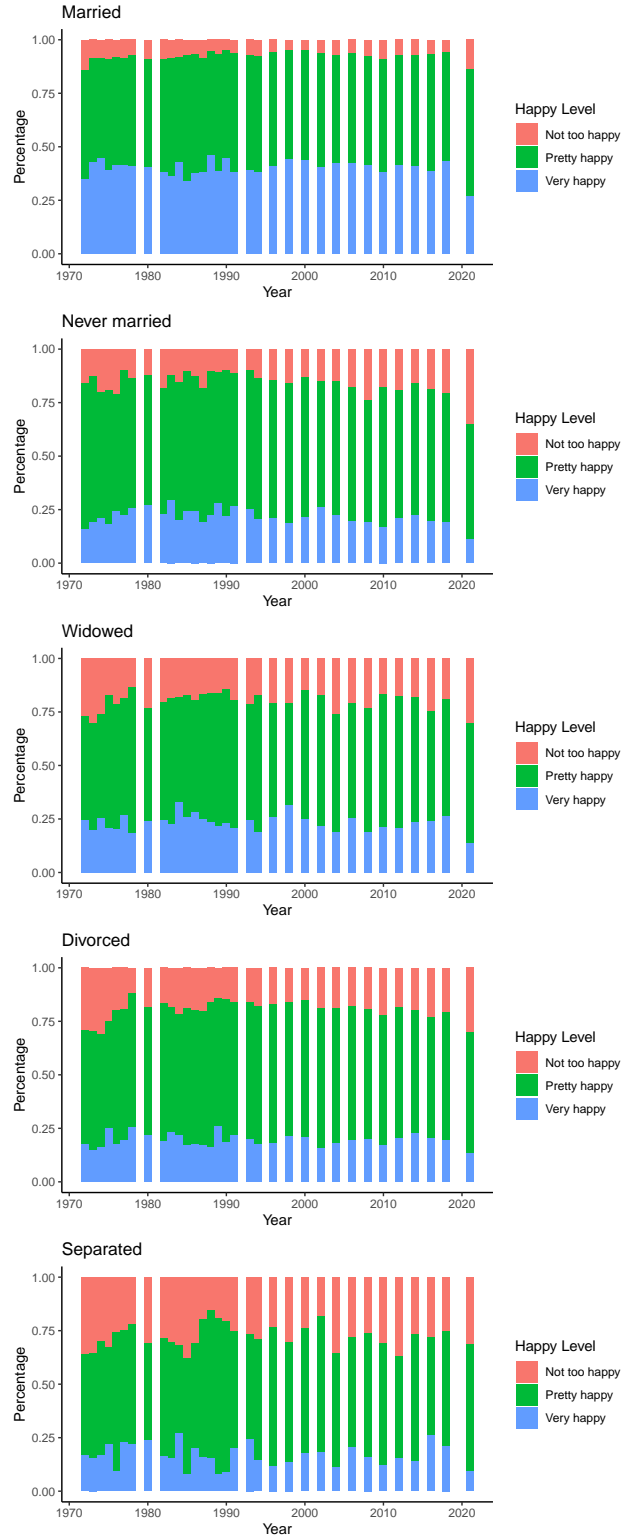 Married
1.00
0.75
0.50
0.25
0.00
Percentage
1970 1980 1990 2000 2010 2020
Year
Happy Level
Not too happy
Pretty happy
Very happy
Never married
1.00
0.75
0.50
0.25
0.00
Percentage
1970 1980 1990 2000 2010 2020
Year
Happy Level
Not too happy
Pretty happy
Very happy
Widowed
1.00
0.75
0.50
0.25
0.00
Percentage
1970 1980 1990 2000 2010 2020
Year
Happy Level
Not too happy
Pretty happy
Very happy
Divorced
1.00
0.75
0.50
0.25
0.00
Percentage
1970 1980 1990 2000 2010 2020
Year
Happy Level
Not too happy
Pretty happy
Very happy
Separated
1.00
0.75
0.50
0.25
0.00
Percentage
1970 1980 1990 2000 2010 2020
Year
Happy Level
Not too happy
Pretty happy
Very happy